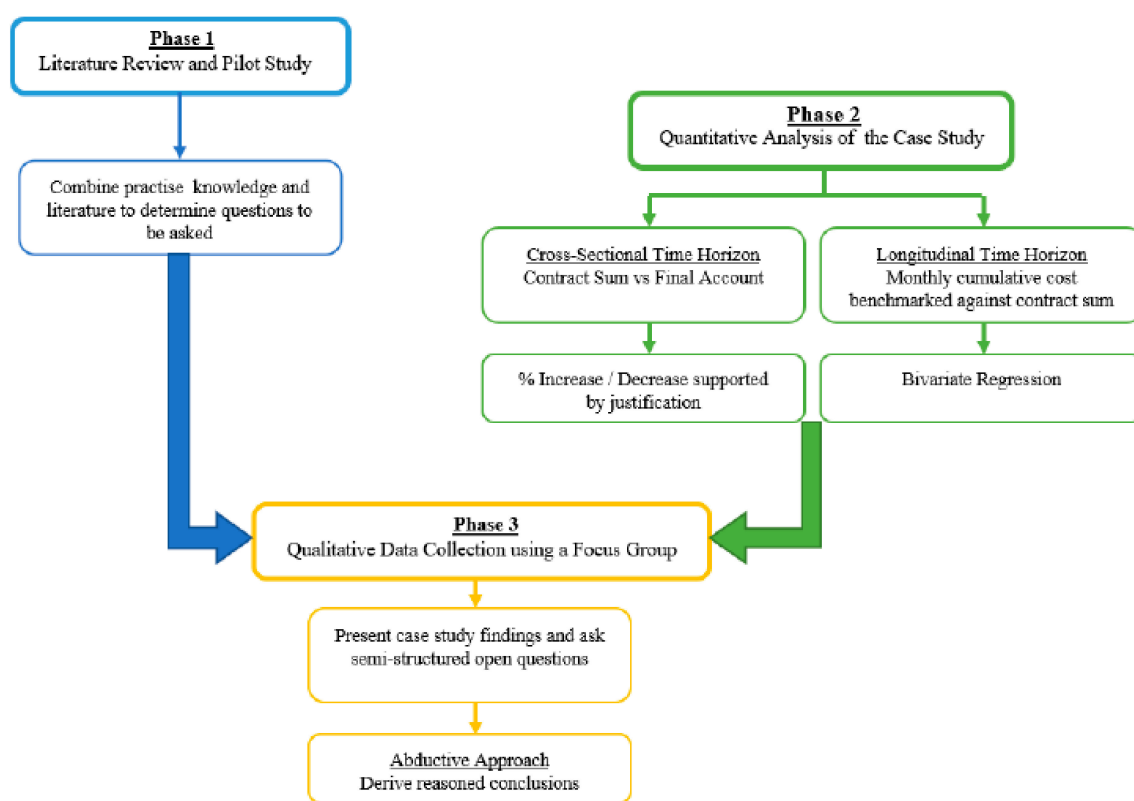 Phase 1
Literature Review and Pilot Study
Combine practise knowledge and
literature to determine questions to
be asked
Phase 2
Quantitative Analysis of the Case Study
Cross-Sectional Time Horizon
Contract Sum vs Final Account
Longitudinal Time Horizon
Monthly cumulative cost
benchmarked against contract sum
% Increase / Decrease supported
by justification
Bivariate Regression
Phase 3
Qualitative Data Collection using a Focus Group
Present case study findings and ask
semi-structured open questions
Abductive Approach
Derive reasoned conclusions